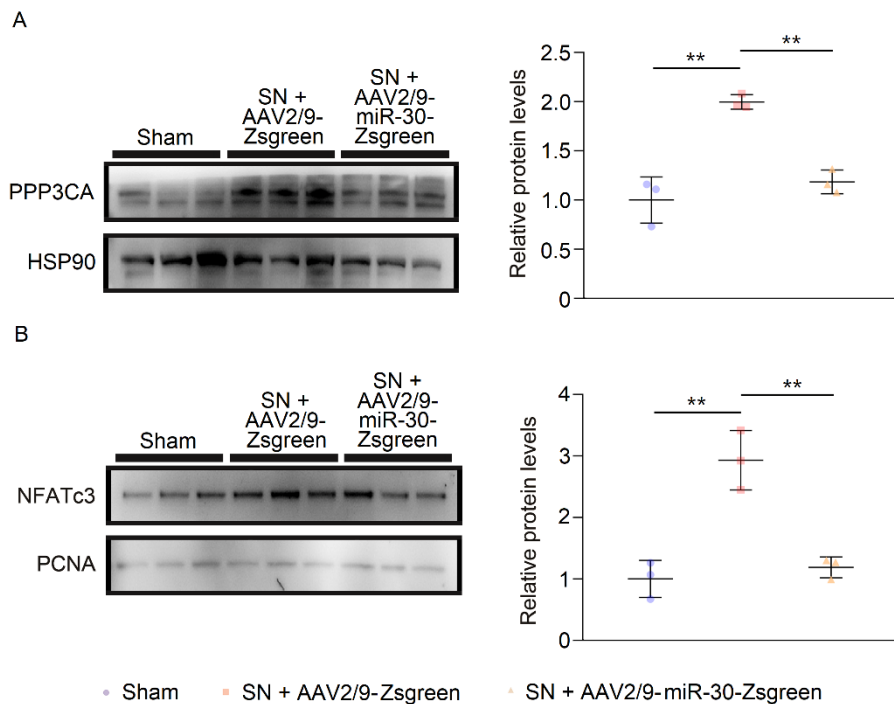 A
Sham
SN +
AAV2/9-
Zsgreen
SN +
AAV2/9-
miR-30-
Zsgreen
PPP3CA
HSP90
Relative protein levels
2.5
2.0
1.5
1.0
0.5
0
**
**
B
Sham
SN +
AAV2/9-
Zsgreen
SN +
AAV2/9-
miR-30-
Zsgreen
NFATc3
PCNA
Relative protein levels
4
3
2
1
0
**
**
Sham
SN + AAV2/9-Zsgreen
SN + AAV2/9-miR-30-Zsgreen